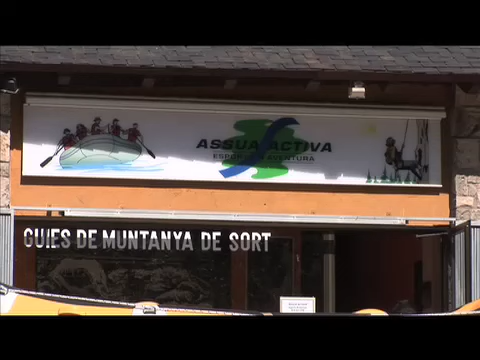 ASSUA ACTIVA
ESPORTS D'AVENTURA
GUIES DE MUNTANYA DE SORT